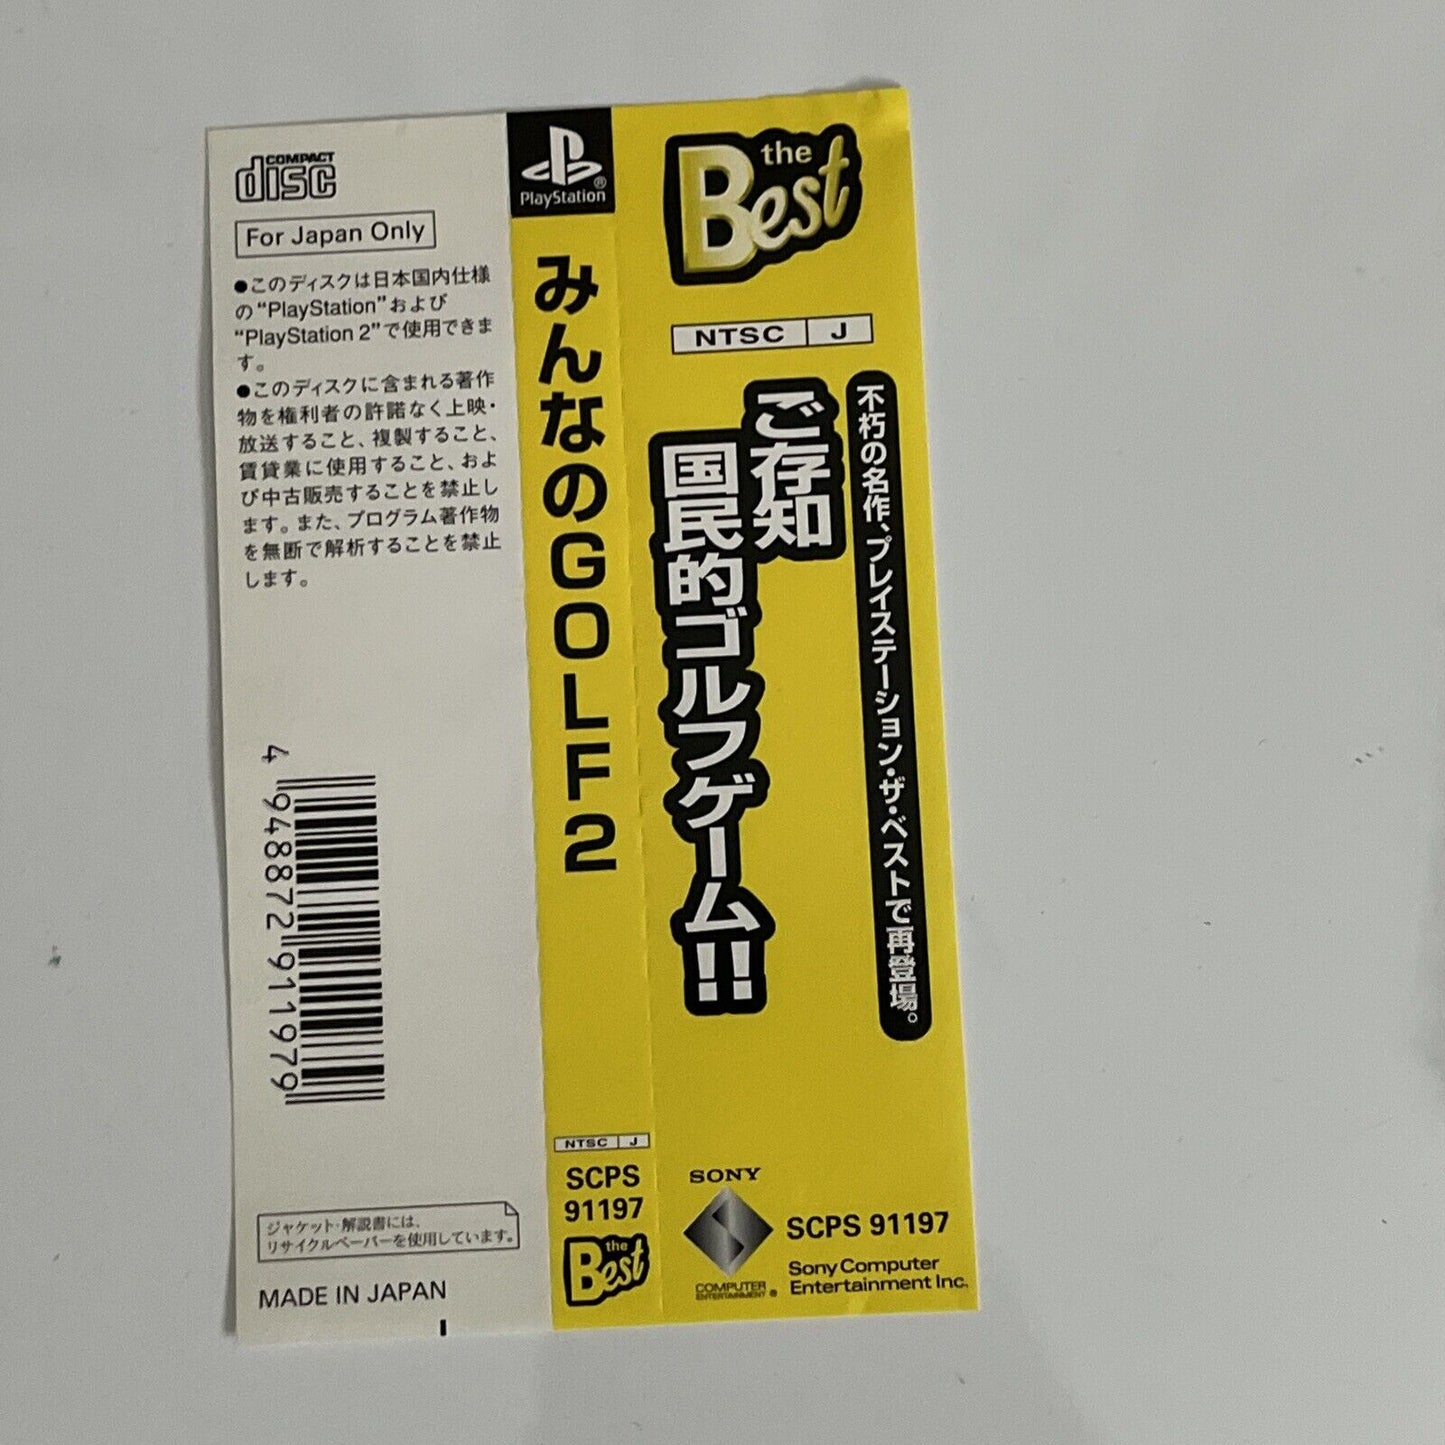 COMPACT
disc
For Japan Only
●このディスクは日本国内仕様
の“PlayStation”および
“PlayStation 2”で使用できま
す。
●このディスクに含まれる著作
物を権利者の許諾なく上映・
放送すること、複製すること、
賃貸業に使用すること、およ
び中古販売することを禁止し
ます。また、プログラム著作物
を無断で解析することを禁止
します。
4 948872 911979
ジャケット・解説書には、
リサイクルペーパーを使用しています。
MADE IN JAPAN
PlayStation®
みんなのGOLF2
NTSC J
SCPS
91197
the
Best
the
Best
NTSC J
不朽の名作、プレイステーション・ザ・ベストで再登場。
ご存知
国民的ゴルフゲーム!!
SONY
COMPUTER
ENTERTAINMENT®
SCPS 91197
Sony Computer
Entertainment Inc.